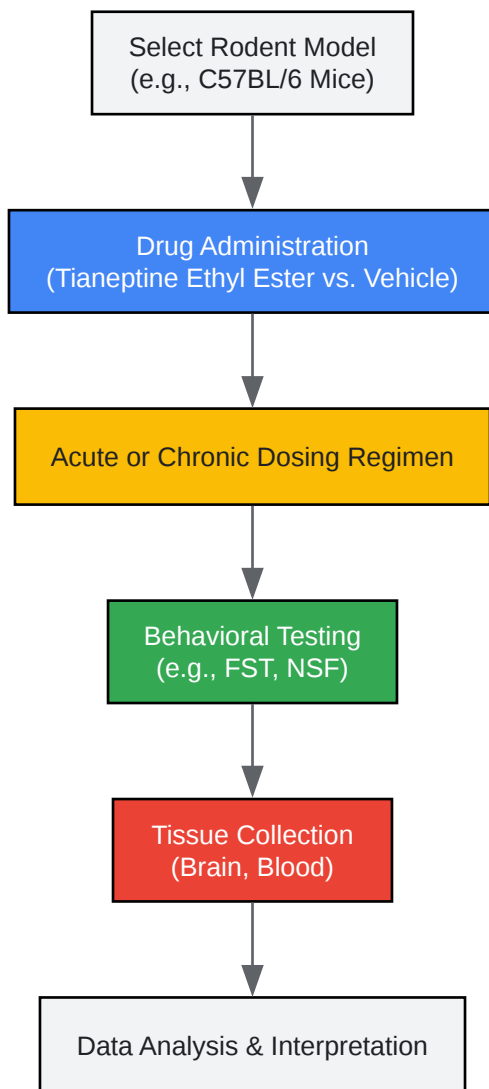 Select Rodent Model
(e.g., C57BL/6 Mice)
Drug Administration
(Tianeptine Ethyl Ester vs. Vehicle)
Acute or Chronic Dosing Regimen
Behavioral Testing
(e.g., FST, NSF)
Tissue Collection
(Brain, Blood)
Data Analysis & Interpretation